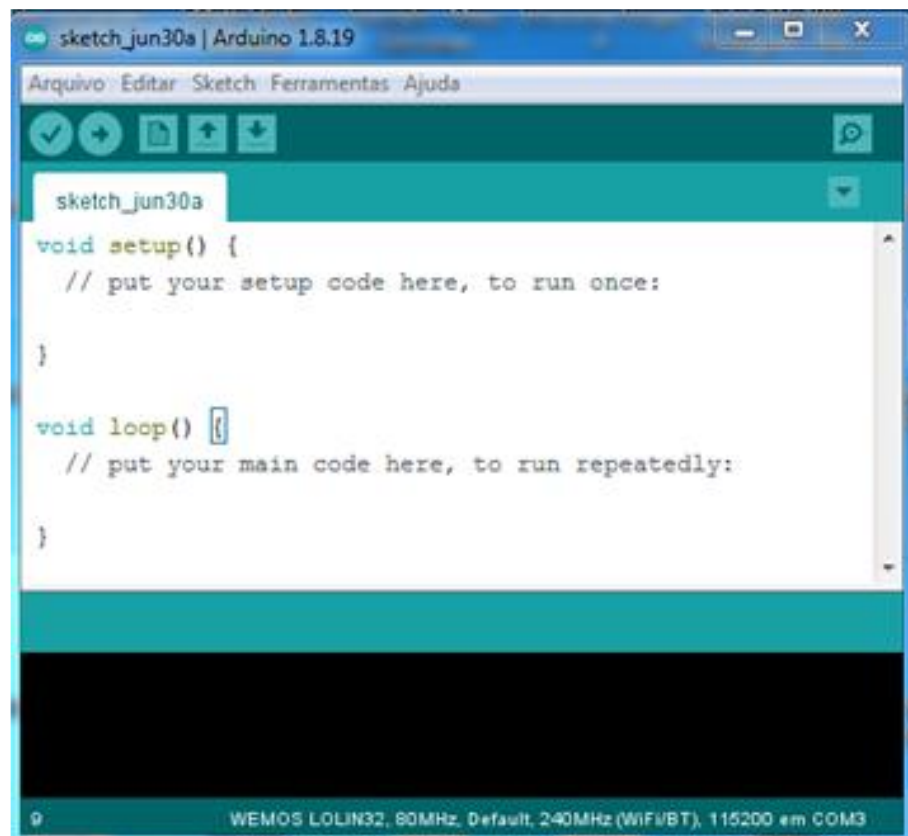 sketch_jun30a | Arduino 1.8.19
Arquivo Editar Sketch Ferramentas Ajuda
sketch_jun30a
void setup() {
  // put your setup code here, to run once:
}
void loop() {
  // put your main code here, to run repeatedly:
}
9 WEMOS LOLIN32, 80MHz, Default, 240MHz (WiFi/BT), 115200 em COM3